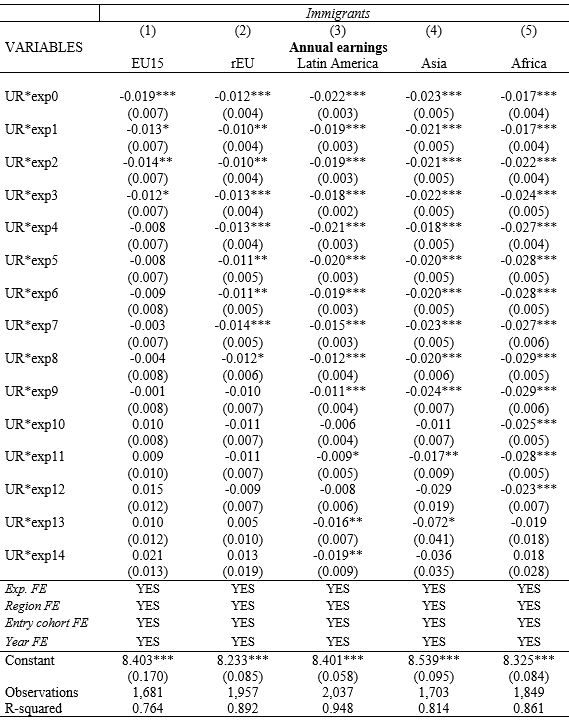 Immigrants
(1) (2) (3) (4) (5)
VARIABLES Annual earnings
EU15 rEU Latin America Asia Africa
UR*exp0 -0.019*** -0.012*** -0.022*** -0.023*** -0.017***
(0.007) (0.004) (0.003) (0.005) (0.004)
UR*exp1 -0.013* -0.010** -0.019*** -0.021*** -0.017***
(0.007) (0.004) (0.003) (0.005) (0.004)
UR*exp2 -0.014** -0.010** -0.019*** -0.021*** -0.022***
(0.007) (0.004) (0.003) (0.005) (0.004)
UR*exp3 -0.012* -0.013*** -0.018*** -0.022*** -0.024***
(0.007) (0.004) (0.002) (0.005) (0.005)
UR*exp4 -0.008 -0.013*** -0.021*** -0.018*** -0.027***
(0.007) (0.004) (0.003) (0.005) (0.005)
UR*exp5 -0.008 -0.011** -0.020*** -0.020*** -0.028***
(0.007) (0.005) (0.003) (0.005) (0.005)
UR*exp6 -0.009 -0.011** -0.019*** -0.020*** -0.028***
(0.008) (0.005) (0.003) (0.005) (0.005)
UR*exp7 -0.003 -0.014*** -0.015*** -0.023*** -0.027***
(0.007) (0.005) (0.003) (0.005) (0.006)
UR*exp8 -0.004 -0.012* -0.012*** -0.020*** -0.029***
(0.008) (0.006) (0.004) (0.006) (0.005)
UR*exp9 -0.001 -0.010 -0.011*** -0.024*** -0.029***
(0.008) (0.007) (0.004) (0.007) (0.006)
UR*exp10 0.010 -0.011 -0.006 -0.011 -0.025***
(0.008) (0.007) (0.004) (0.007) (0.005)
UR*exp11 0.009 -0.011 -0.009* -0.017** -0.028***
(0.010) (0.007) (0.005) (0.009) (0.005)
UR*exp12 0.015 -0.009 -0.008 -0.029 -0.023***
(0.012) (0.007) (0.006) (0.019) (0.007)
UR*exp13 0.010 0.005 -0.016** -0.072* -0.019
(0.012) (0.010) (0.007) (0.041) (0.018)
UR*exp14 0.021 0.013 -0.019** -0.036 0.018
(0.013) (0.019) (0.009) (0.035) (0.028)
Exp. FE YES YES YES YES YES
Region FE YES YES YES YES YES
Entry cohort FE YES YES YES YES YES
Year FE YES YES YES YES YES
Constant 8.403*** 8.233*** 8.401*** 8.539*** 8.325***
(0.170) (0.085) (0.058) (0.095) (0.084)
Observations 1,681 1,957 2,037 1,703 1,849
R-squared 0.764 0.892 0.948 0.814 0.861